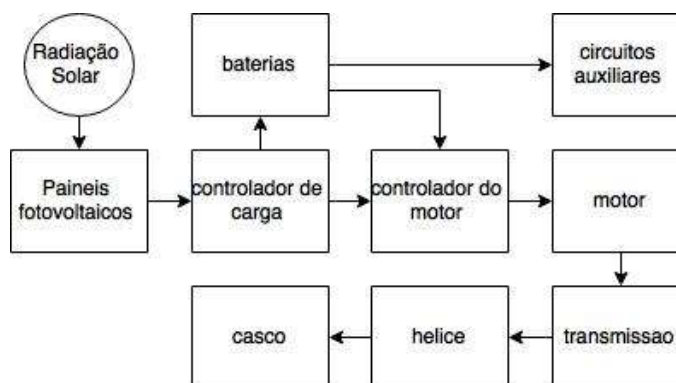 Radiação
Solar
baterias
circuitos
auxiliares
Paineis
fotovoltaicos
controlador de
carga
controlador do
motor
motor
casco
helice
transmissao